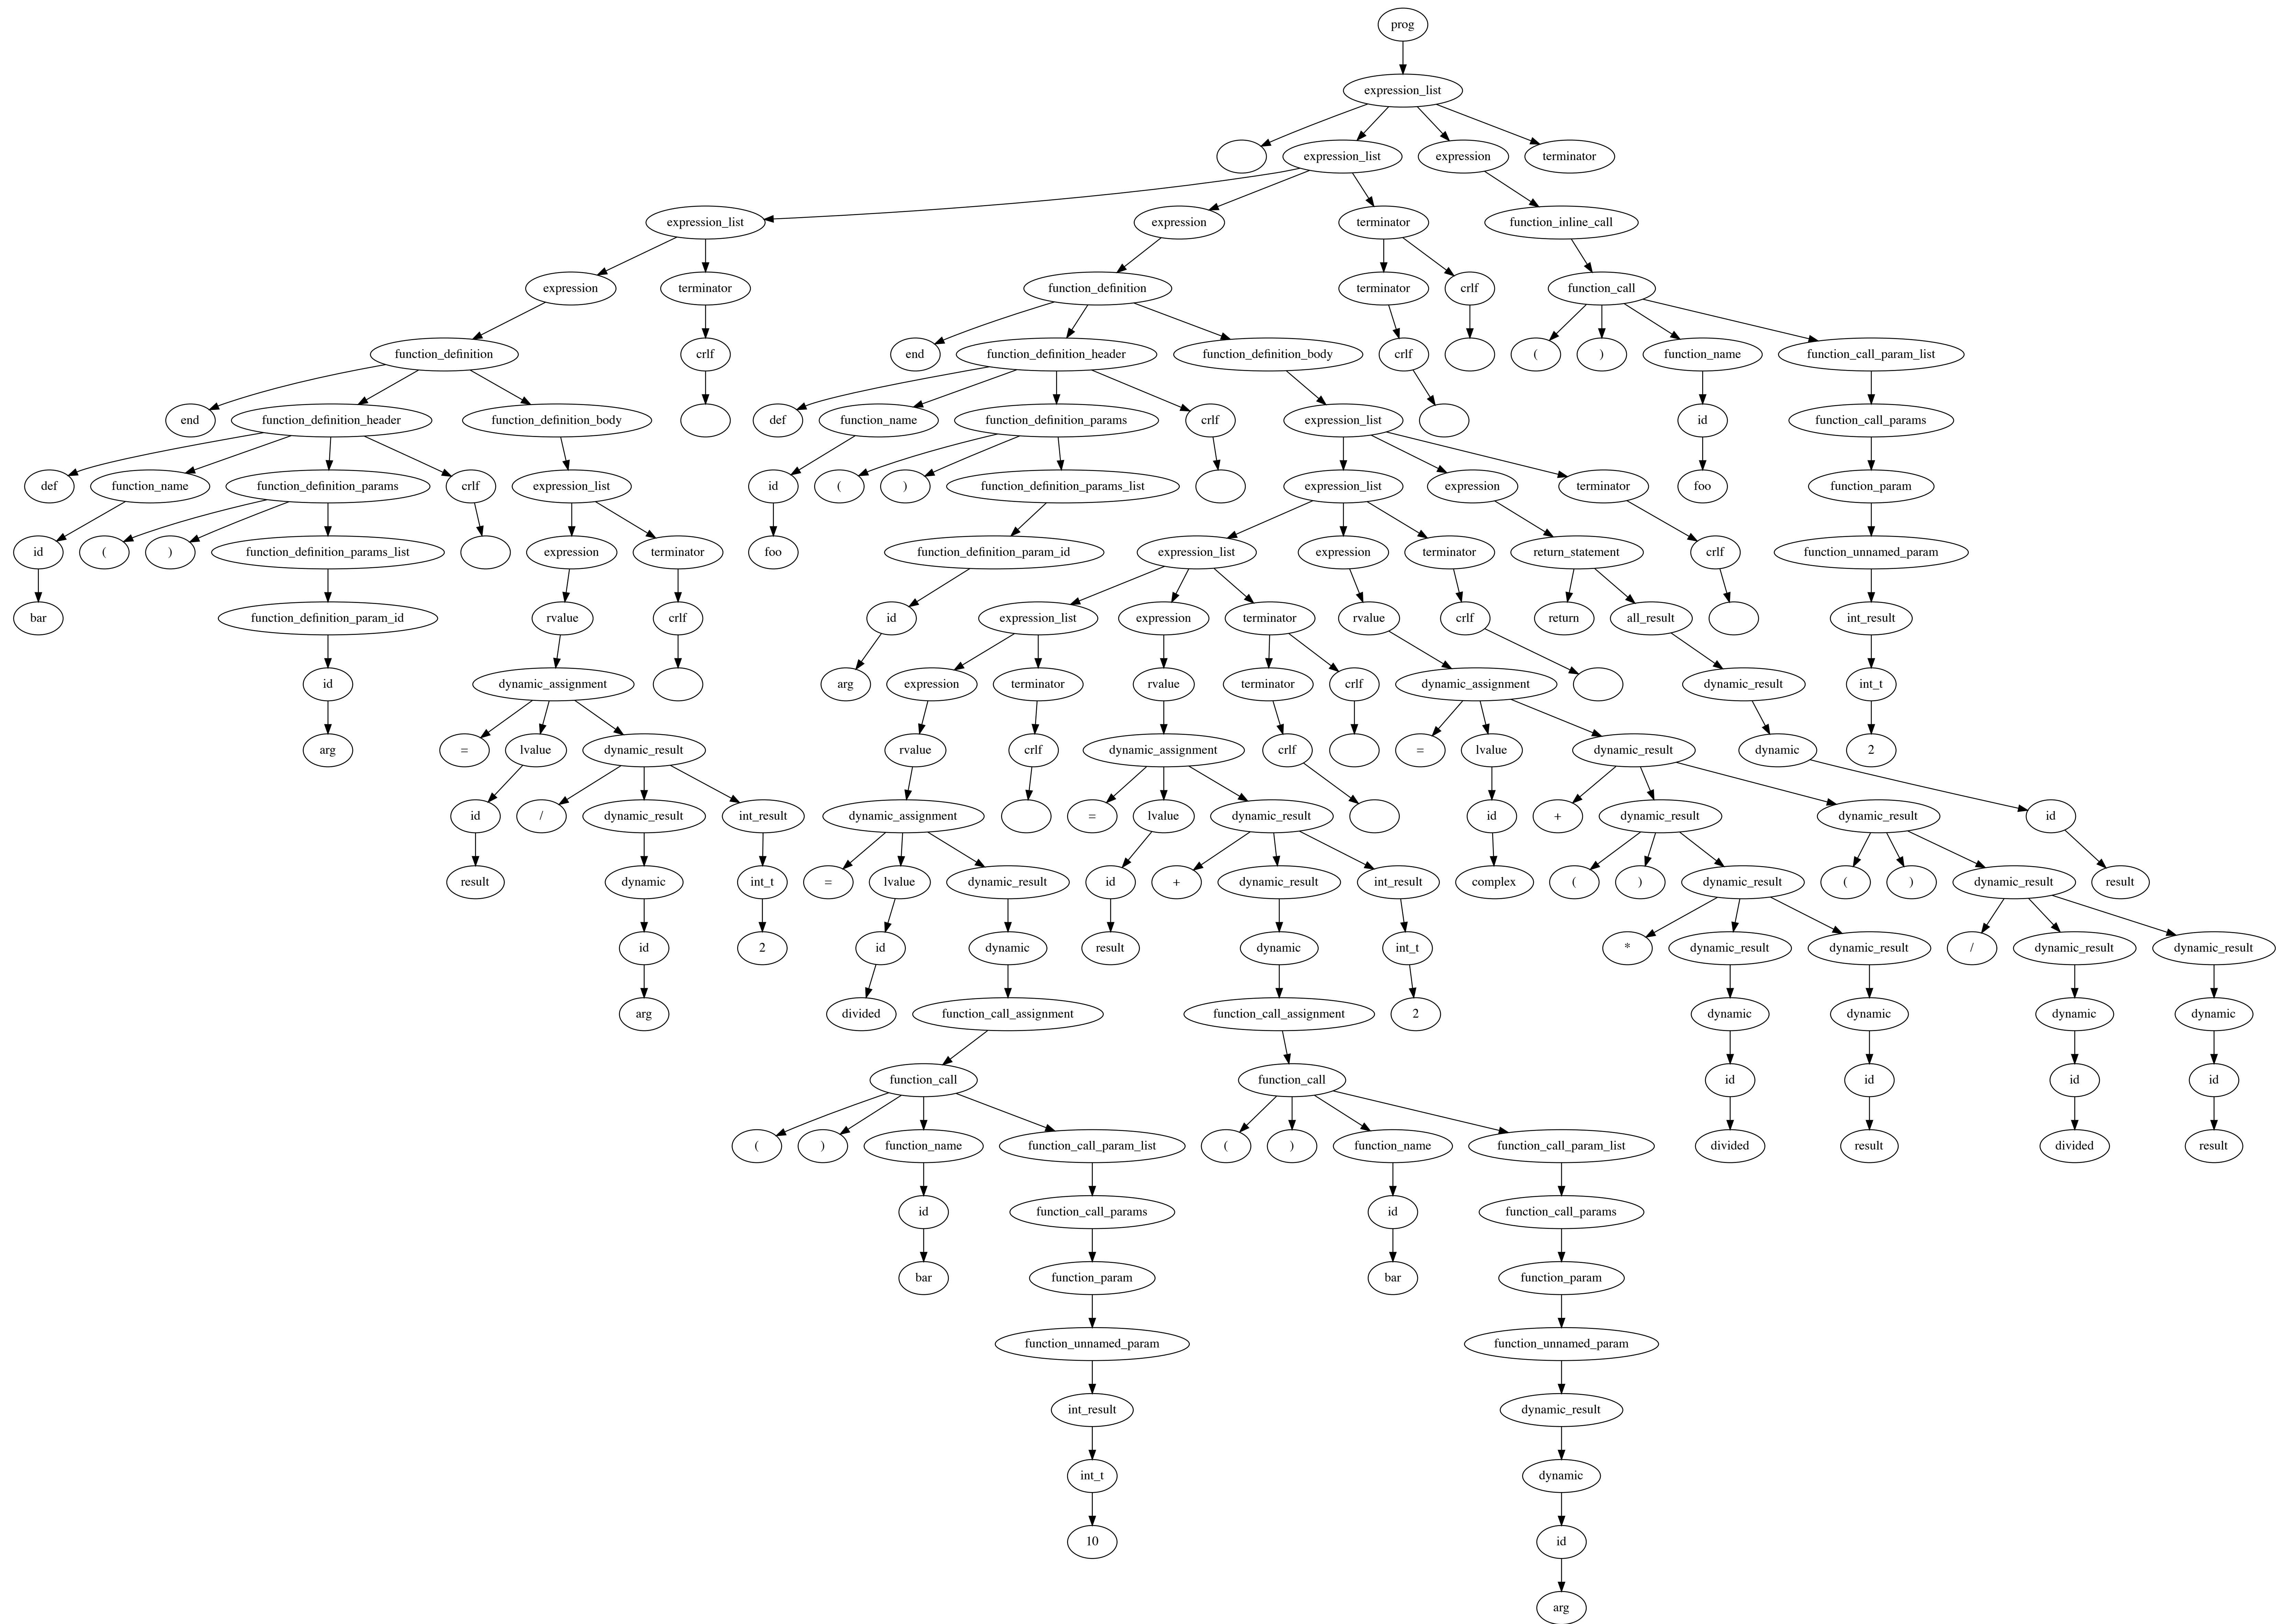 prog
expression_list
expression_list expression terminator
expression_list expression terminator function_inline_call
expression terminator function_definition terminator crlf function_call
function_definition crlf end function_definition_header function_definition_body crlf ( ) function_name function_call_param_list
end function_definition_header function_definition_body def function_name function_definition_params crlf expression_list id function_call_params
def function_name function_definition_params crlf expression_list id ( ) function_definition_params_list expression_list expression terminator foo function_param
id ( ) function_definition_params_list expression terminator foo function_definition_param_id expression_list expression terminator return_statement crlf function_unnamed_param
bar function_definition_param_id rvalue crlf id expression_list expression terminator rvalue crlf return all_result int_result
id dynamic_assignment arg expression terminator rvalue terminator crlf dynamic_assignment dynamic_result int_t
arg = lvalue dynamic_result rvalue crlf dynamic_assignment crlf = lvalue dynamic_result dynamic 2
id / dynamic_result int_result dynamic_assignment = lvalue dynamic_result id + dynamic_result dynamic_result id
result dynamic int_t = lvalue dynamic_result id + dynamic_result int_result complex ( ) dynamic_result ( ) dynamic_result result
id 2 id dynamic result dynamic int_t * dynamic_result dynamic_result / dynamic_result dynamic_result
arg divided function_call_assignment function_call_assignment 2 dynamic dynamic dynamic dynamic
function_call function_call id id id id
( ) function_name function_call_param_list ( ) function_name function_call_param_list divided result divided result
id function_call_params id function_call_params
bar function_param bar function_param
function_unnamed_param function_unnamed_param
int_result dynamic_result
int_t dynamic
10 id
arg